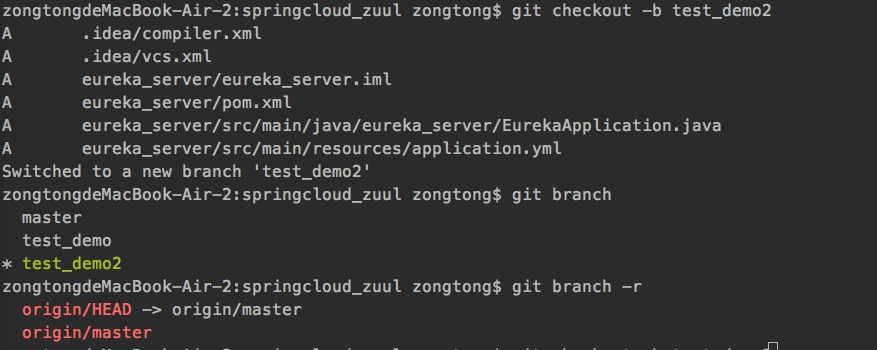 zongtongdeMacBook-Air-2:springcloud_zuul zongtong$ git checkout -b test_demo2
A       .idea/compiler.xml
A       .idea/vcs.xml
A       eureka_server/eureka_server.iml
A       eureka_server/pom.xml
A       eureka_server/src/main/java/eureka_server/EurekaApplication.java
A       eureka_server/src/main/resources/application.yml
Switched to a new branch 'test_demo2'
zongtongdeMacBook-Air-2:springcloud_zuul zongtong$ git branch
  master
  test_demo
* test_demo2
zongtongdeMacBook-Air-2:springcloud_zuul zongtong$ git branch -r
  origin/HEAD -> origin/master
  origin/master